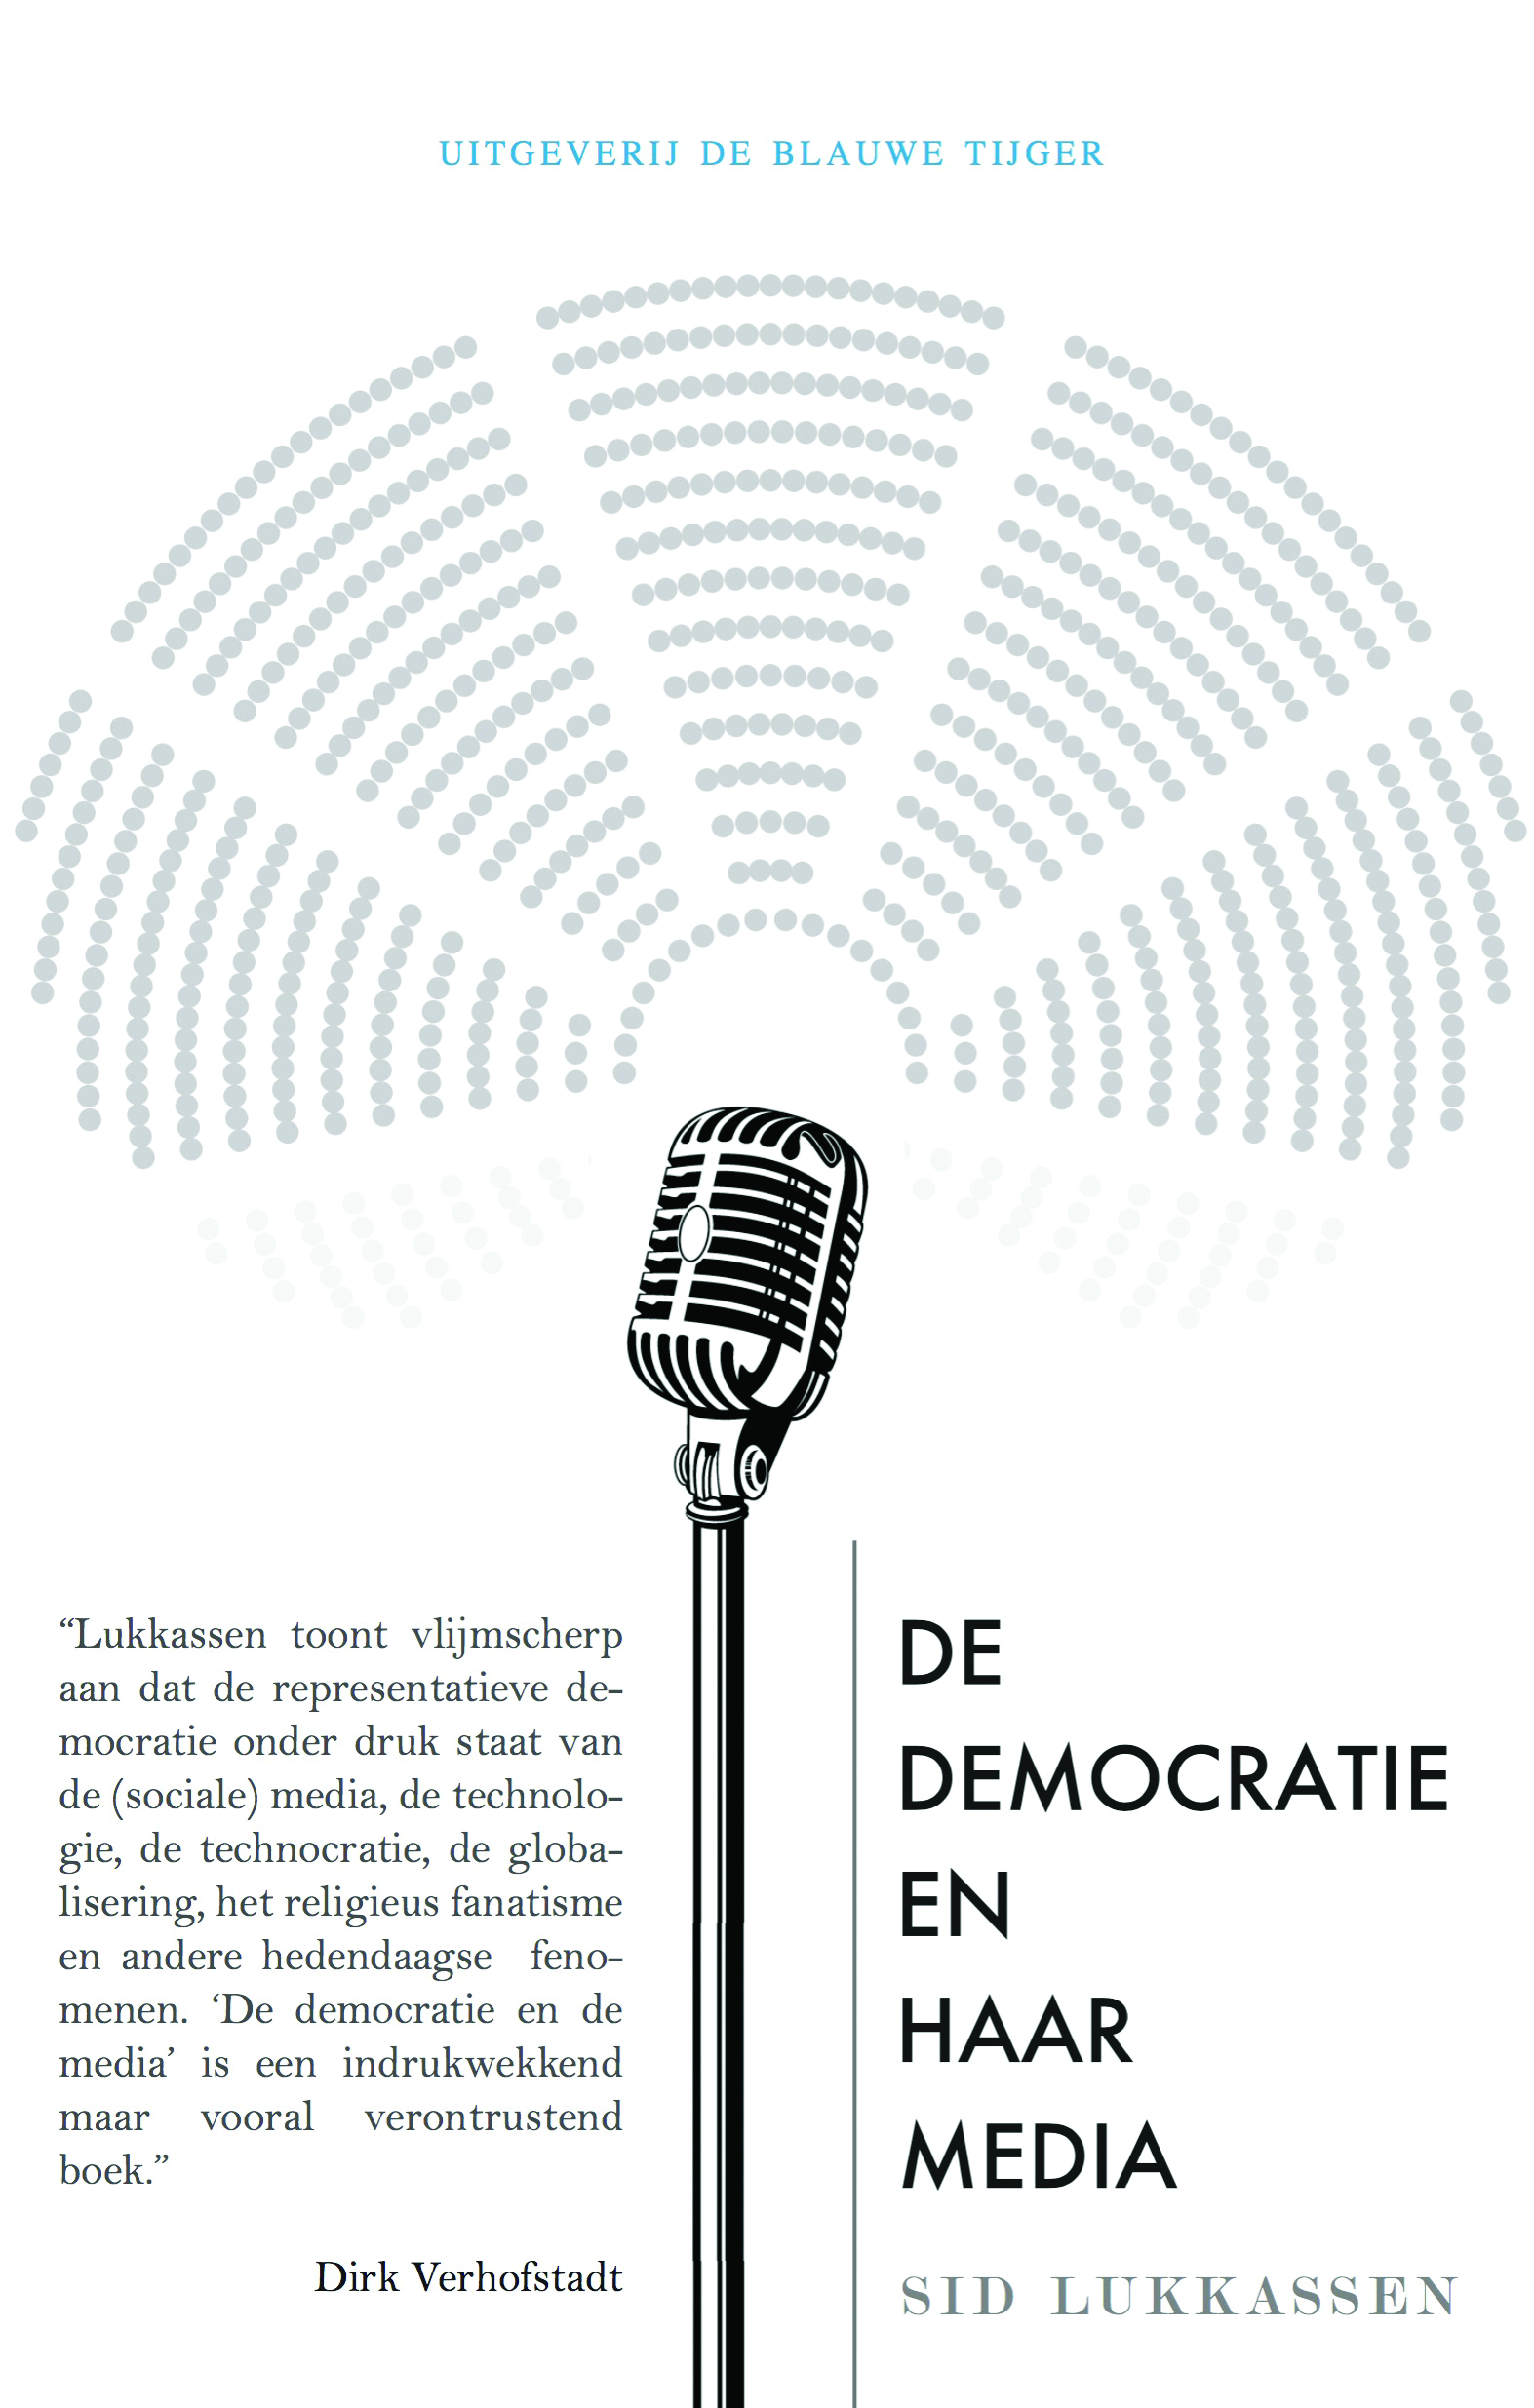 UITGEVERIJ DE BLAUWE TIJGER
“Lukkassen toont vlijmscherp
aan dat de representatieve de-
mocratie onder druk staat van
de (sociale) media, de technolo-
gie, de technocratie, de globa-
lisering, het religieus fanatisme
en andere hedendaagse feno-
menen. ‘De democratie en de
media’ is een indrukwekkend
maar vooral verontrustend
boek.”
Dirk Verhofstadt
DE
DEMOCRATIE
EN
HAAR
MEDIA
SID LUKKASSEN